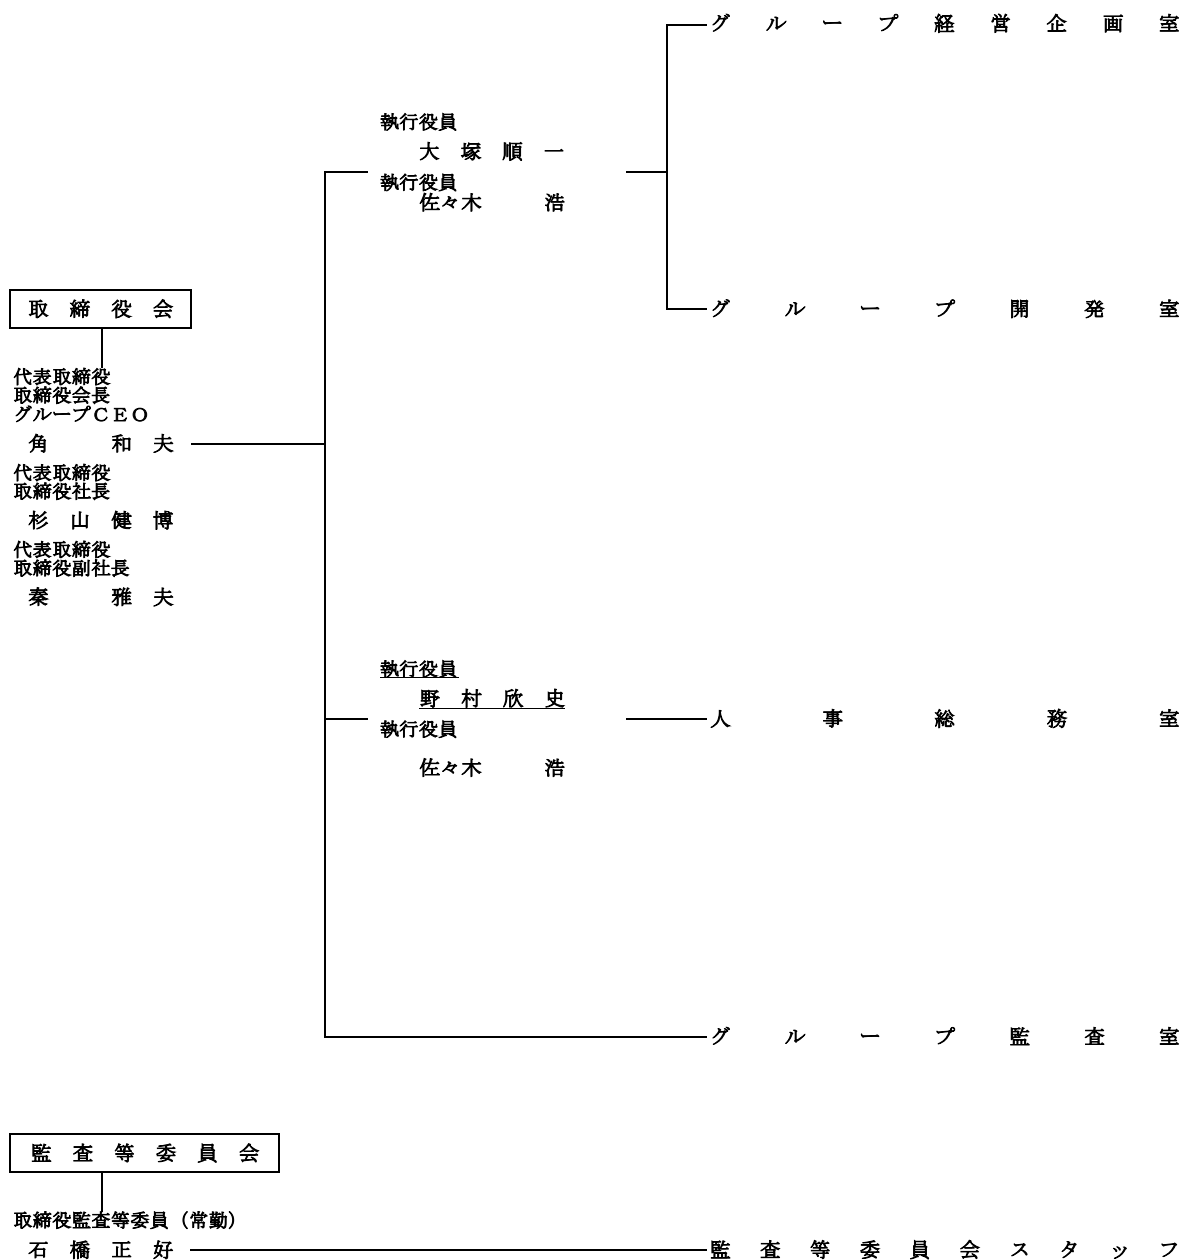 グループ経営企画室
執行役員
大塚順一
執行役員
佐々木 浩
グループ開発室
取締役会
代表取締役
取締役会長
グループCEO
角 和夫
代表取締役
取締役社長
杉山健博
代表取締役
取締役副社長
秦 雅夫
執行役員
野村欣史
執行役員
佐々木 浩
人事総務室
グループ監査室
監査等委員会
取締役監査等委員（常勤）
石橋正好
監査等委員会スタッフ